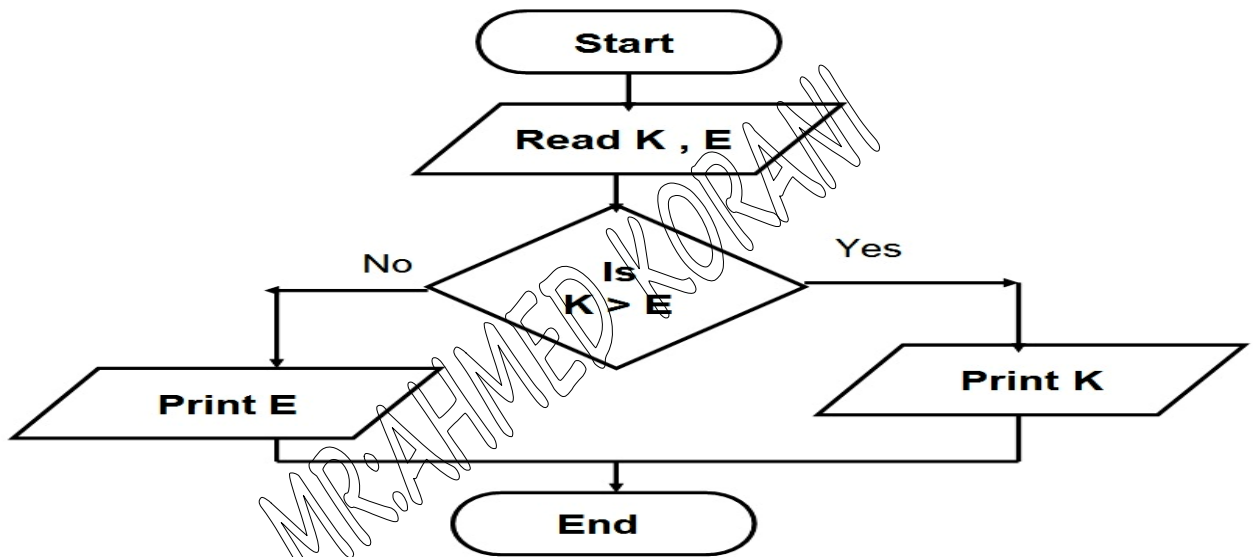 Start
Read K , E
Is
K > E
No
Yes
Print E
Print K
End
MR:AHMED KORANI